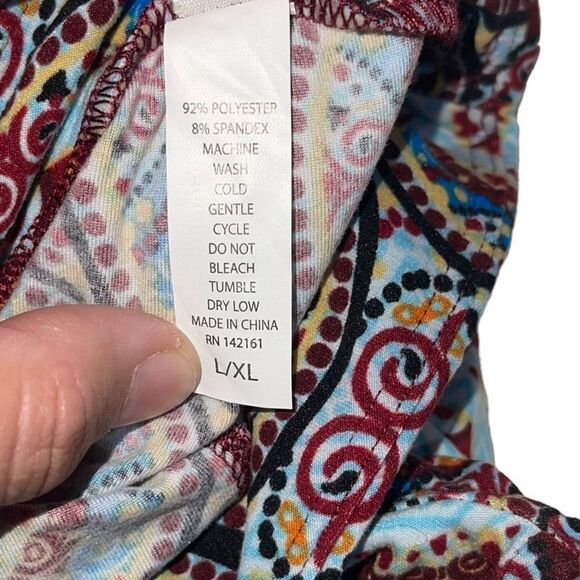 92% POLYESTER
8% SPANDEX
MACHINE
WASH
COLD
GENTLE
CYCLE
DO NOT
BLEACH
TUMBLE
DRY LOW
MADE IN CHINA
RN 142161
L/XL